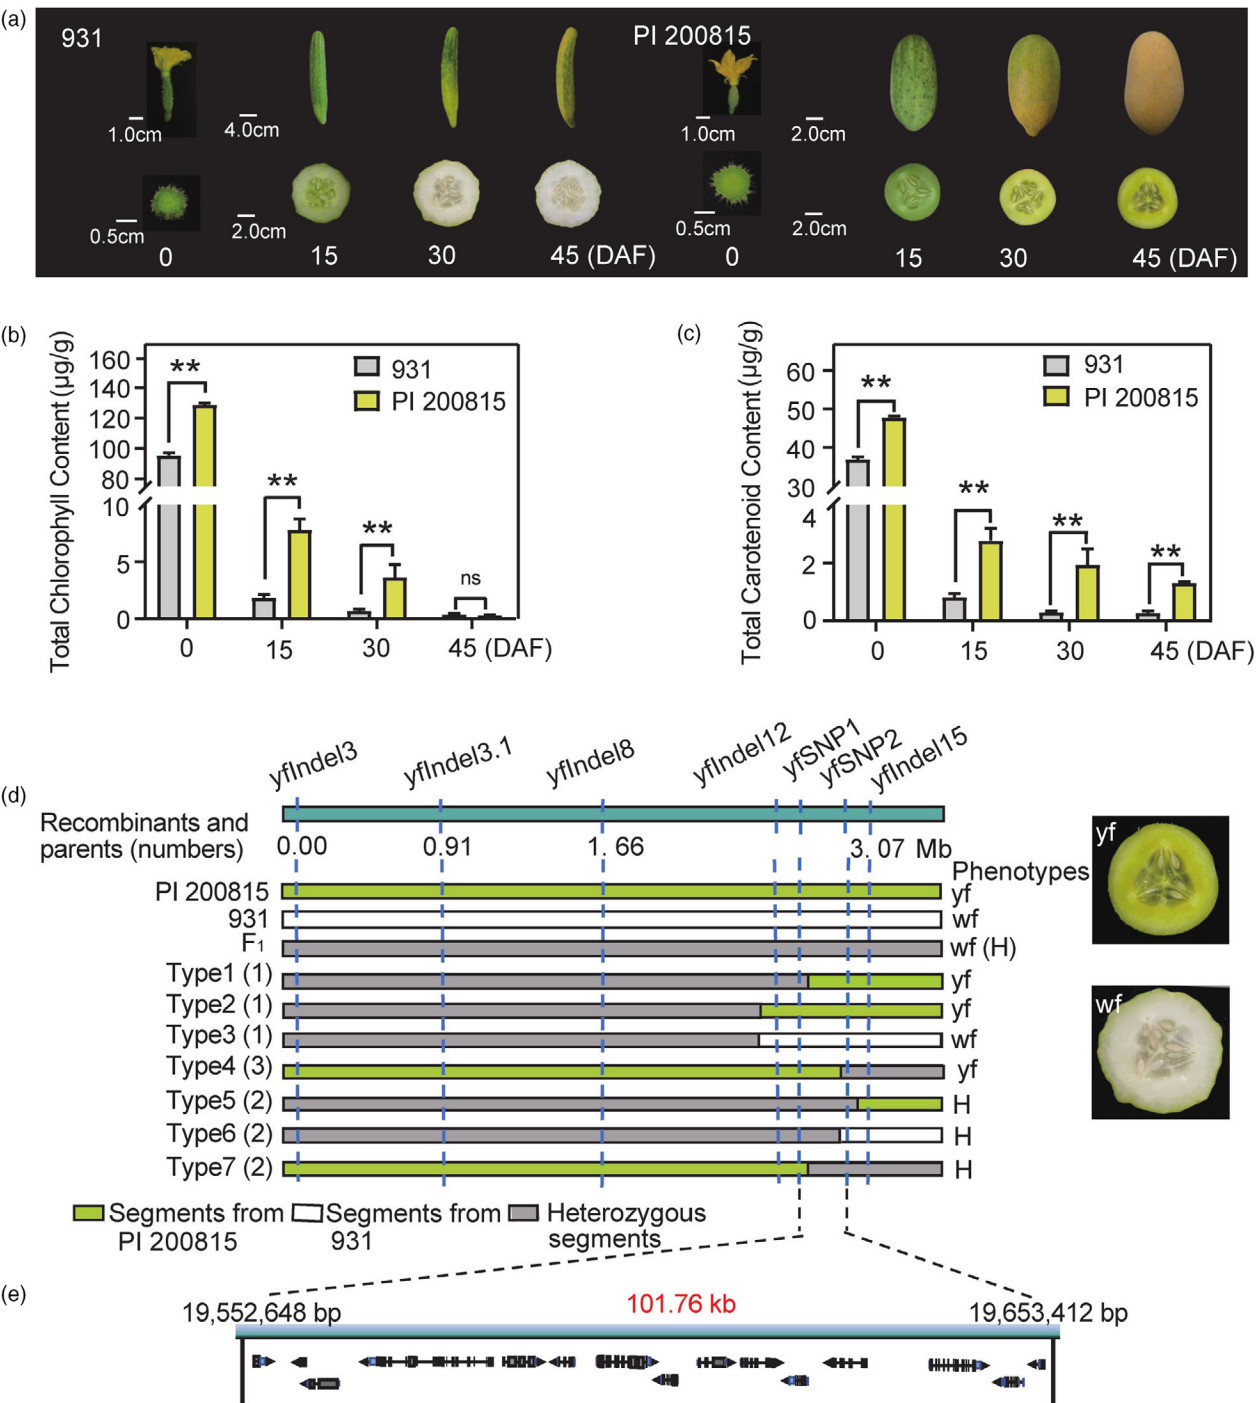 (a)
931
PI 200815
1.0cm
4.0cm
1.0cm
2.0cm
0.5cm
2.0cm
0.5cm
2.0cm
0
15
30
45 (DAF)
0
15
30
45 (DAF)
(b)
Total Chlorophyll Content (µg/g)
160
140
120
100
80
10
5
0
**
**
**
ns
931
PI 200815
0
15
30
45 (DAF)
(c)
Total Carotenoid Content (µg/g)
60
50
40
30
4
2
0
**
**
**
**
931
PI 200815
0
15
30
45 (DAF)
(d)
yfIndel3
yfIndel3.1
yfIndel8
yfIndel12
yfSNP1
yfSNP2
yfIndel15
Recombinants and
parents (numbers)
0.00
0.91
1. 66
3. 07 Mb
Phenotypes
PI 200815
yf
931
wf
F1
wf (H)
Type1 (1)
yf
Type2 (1)
yf
Type3 (1)
wf
Type4 (3)
yf
Type5 (2)
H
Type6 (2)
H
Type7 (2)
H
yf
wf
Segments from
PI 200815
Segments from
931
Heterozygous
segments
(e)
19,552,648 bp
101.76 kb
19,653,412 bp